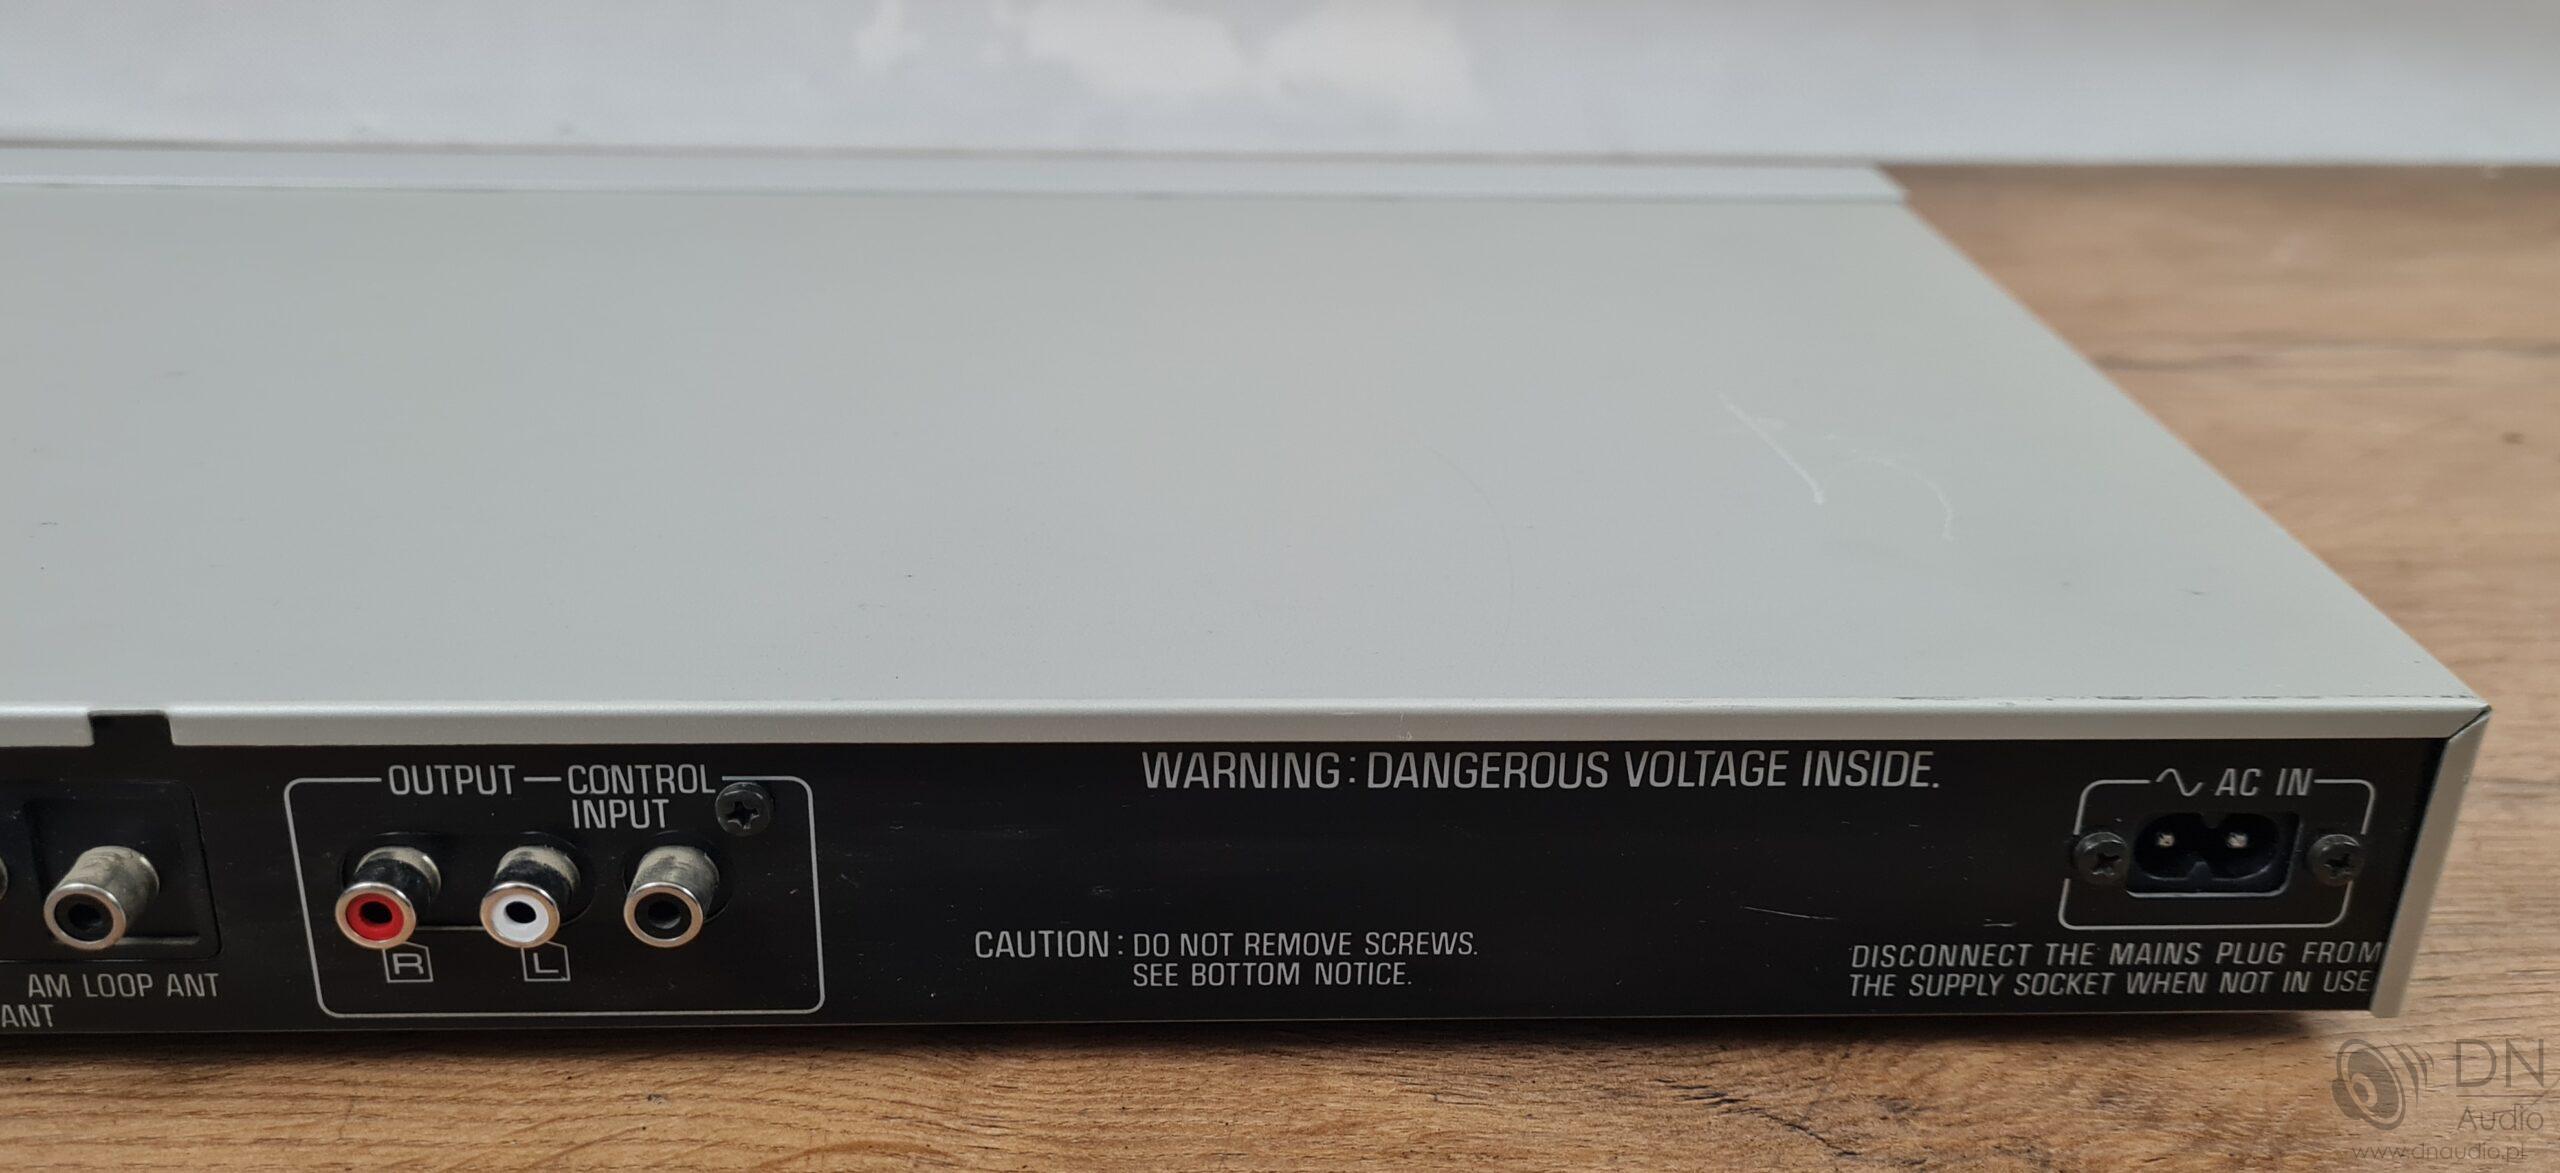 OUTPUT
CONTROL
INPUT
R
L
AM LOOP ANT
ANT
WARNING: DANGEROUS VOLTAGE INSIDE.
CAUTION: DO NOT REMOVE SCREWS.
SEE BOTTOM NOTICE.
AC IN
DISCONNECT THE MAINS PLUG FROM
THE SUPPLY SOCKET WHEN NOT IN USE
DN
Audio
www.dnaudio.pl